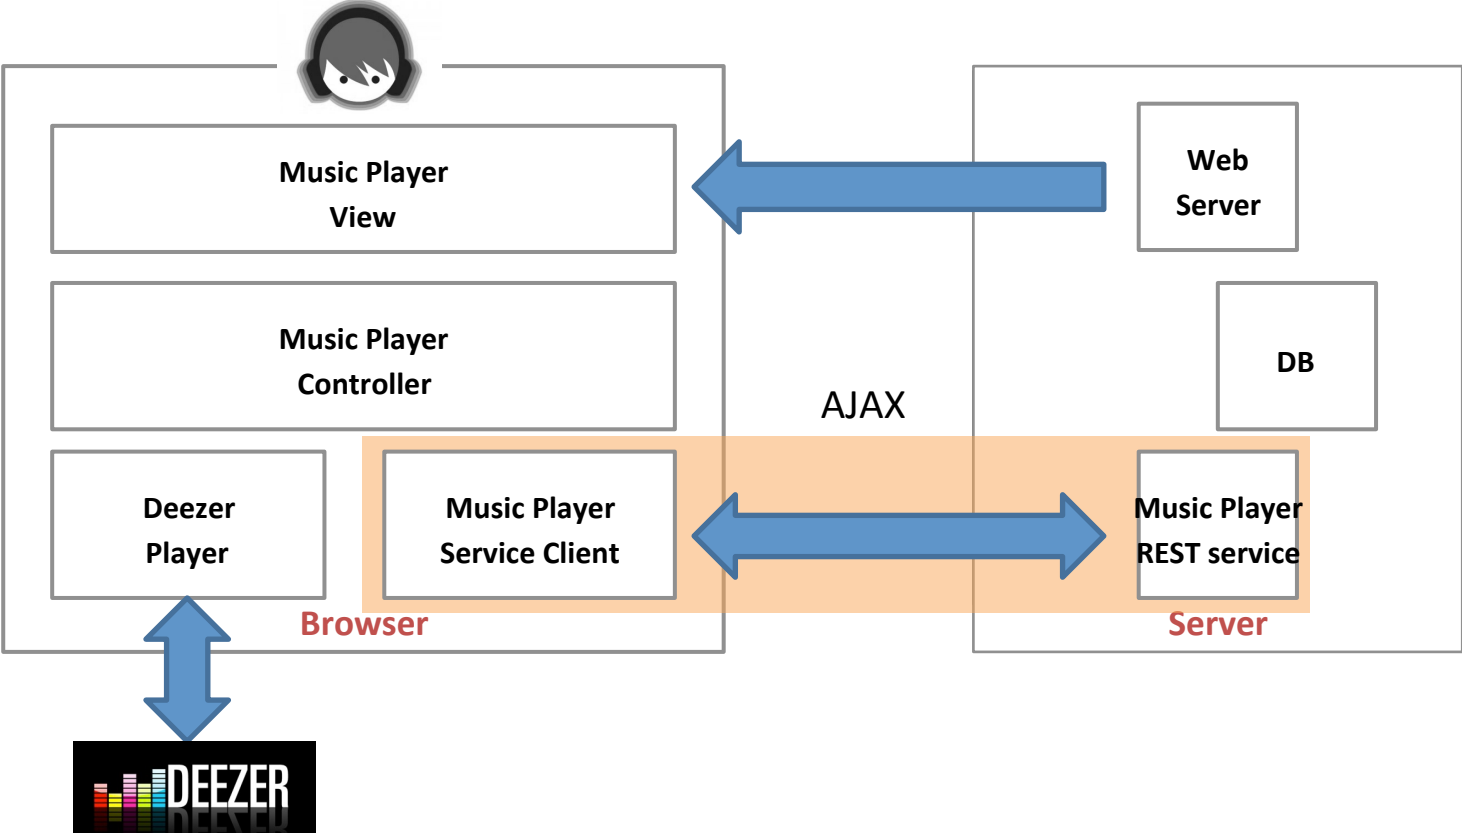 Music Player
View
Web
Server
Music Player
Controller
DB
AJAX
Deezer
Player
Music Player
Service Client
Music Player
REST service
Browser
Server
DEEZER